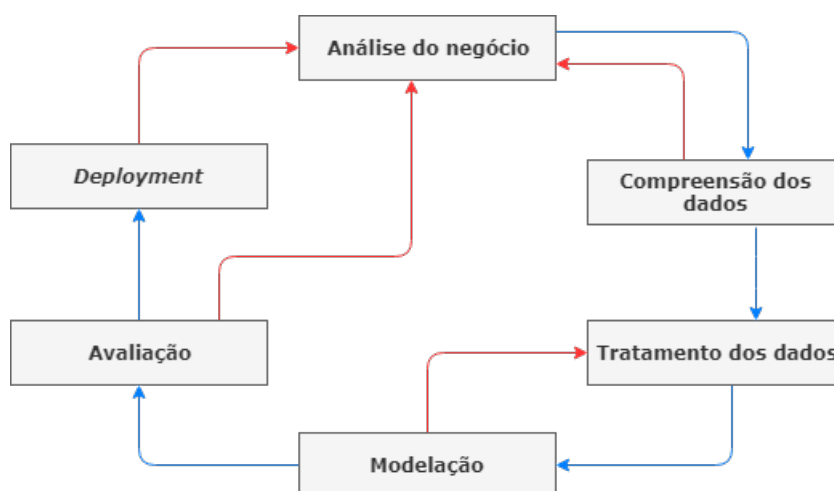 Análise do negócio
Deployment
Compreensão dos
dados
Avaliação
Tratamento dos dados
Modelação